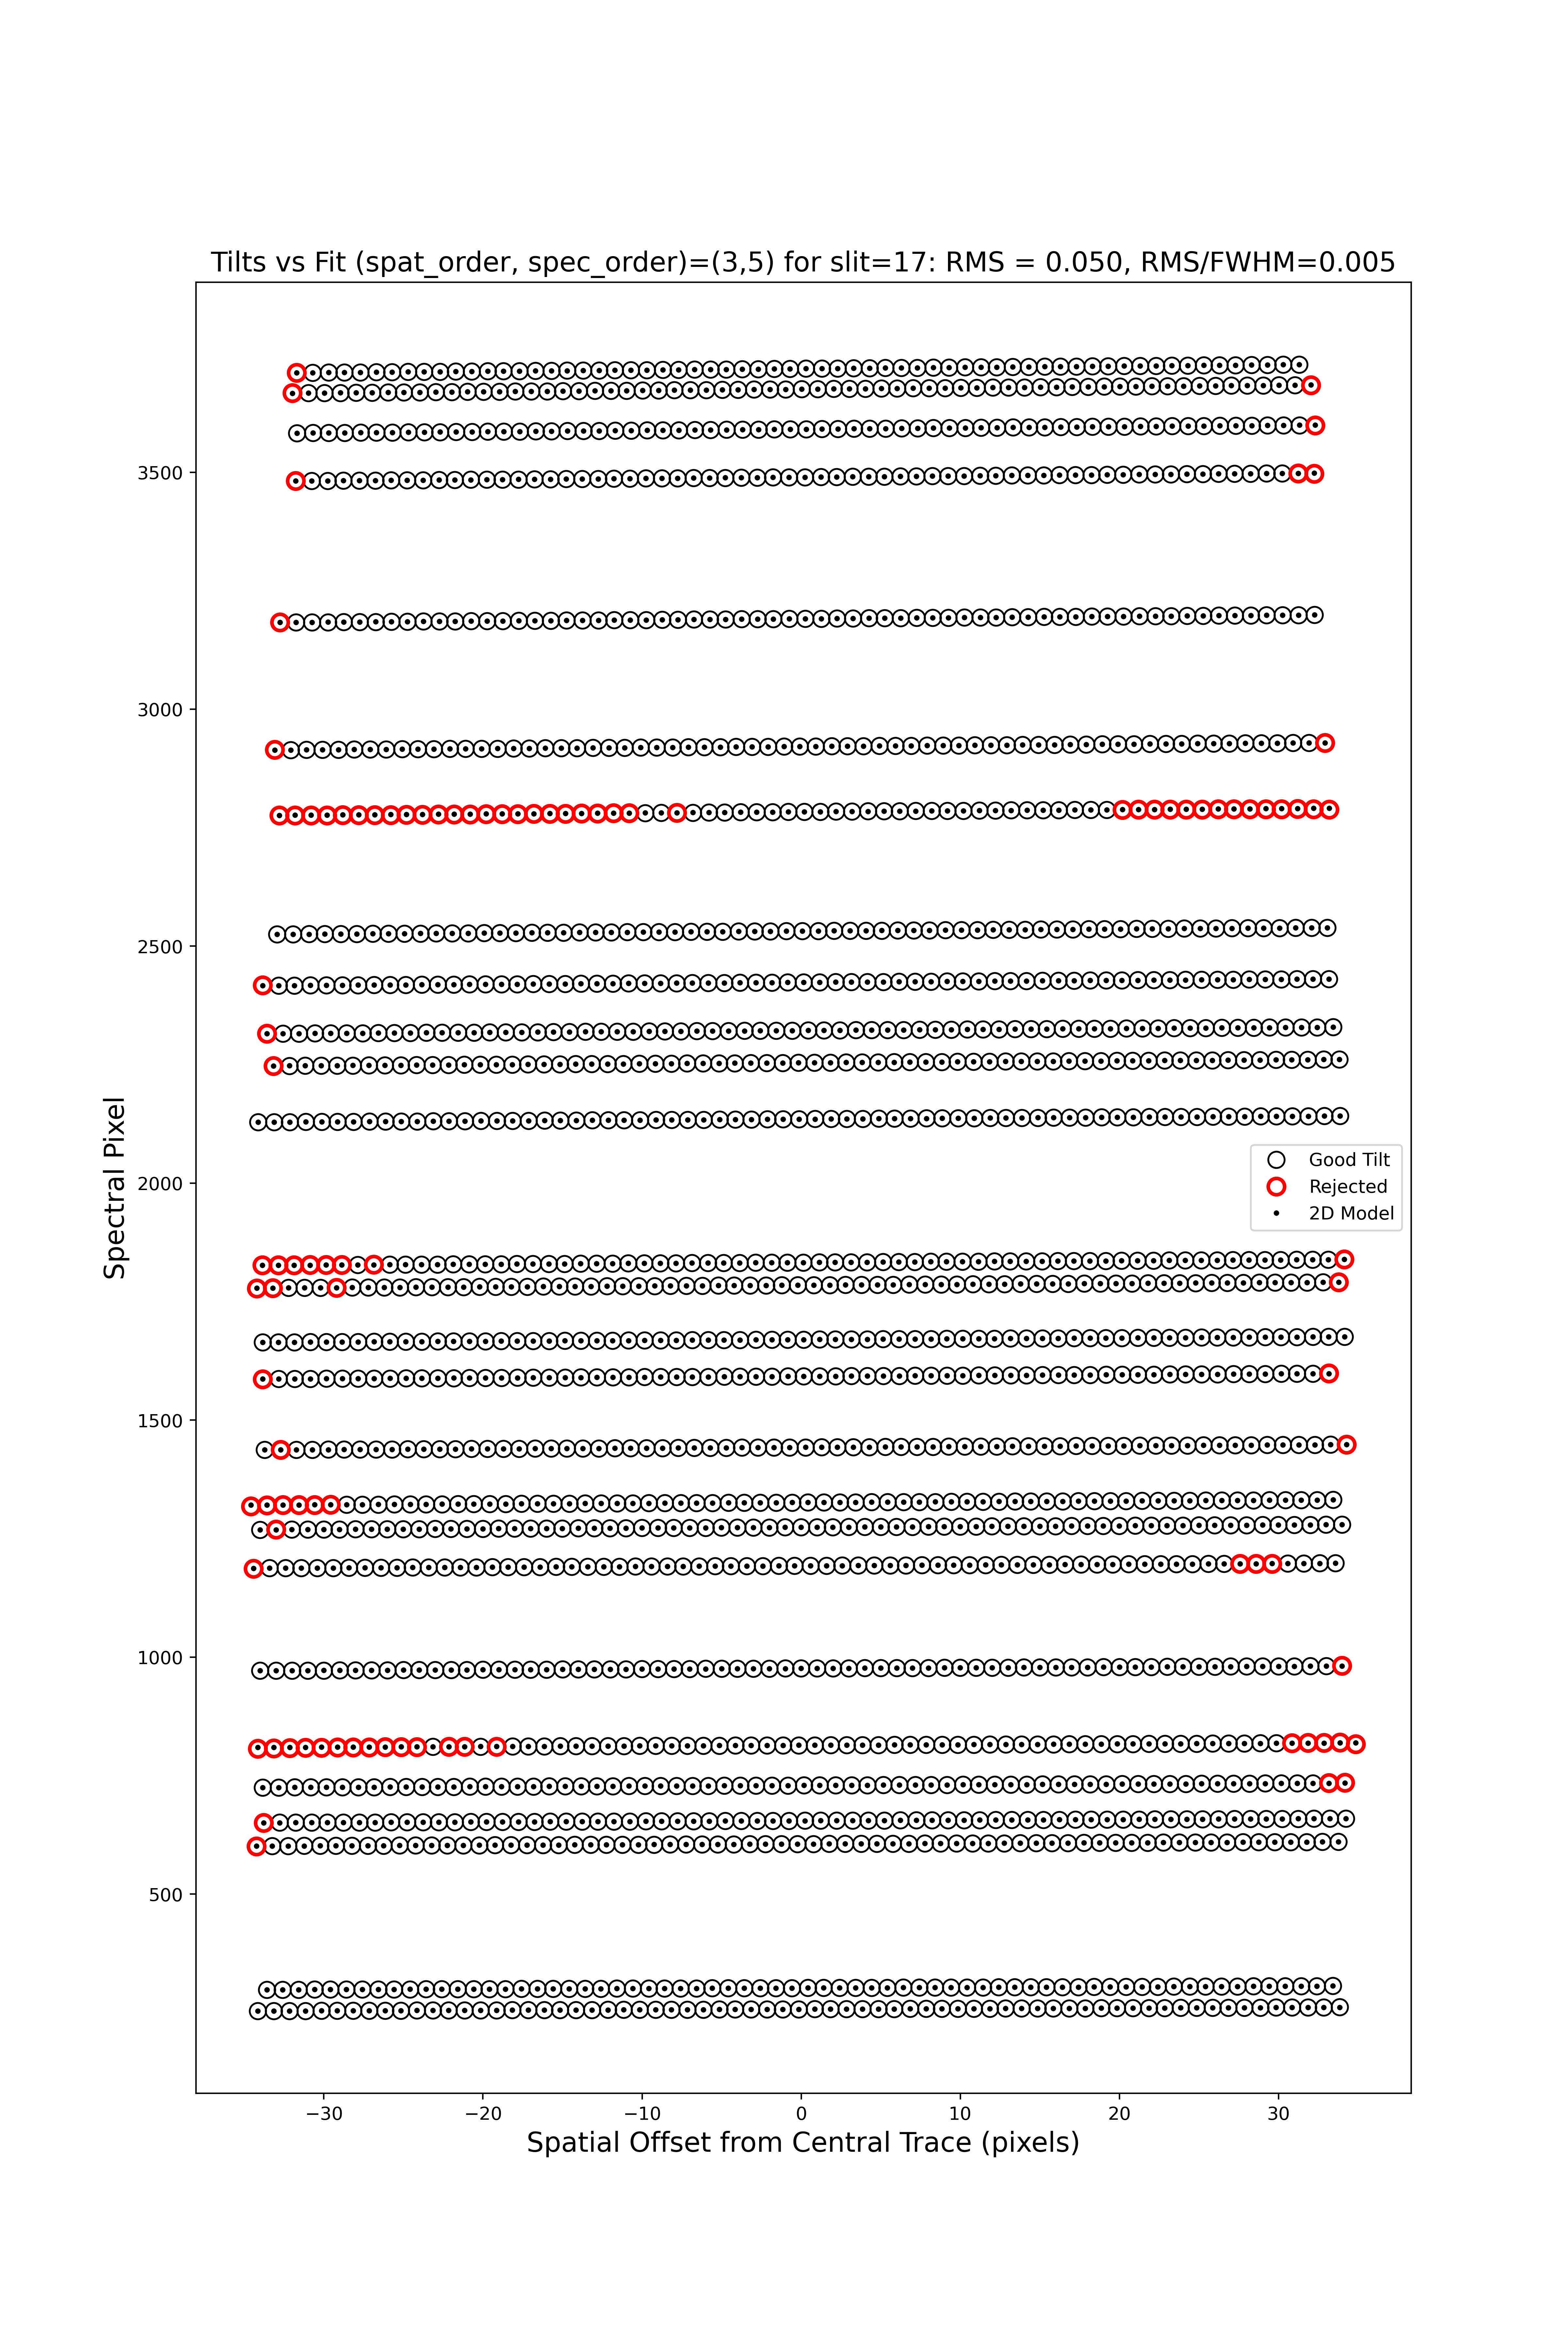 Tilts vs Fit (spat_order, spec_order)=(3,5) for slit=17: RMS = 0.050, RMS/FWHM=0.005
3500
3000
2500
2000
1500
1000
500
Spectral Pixel
Good Tilt
Rejected
2D Model
−30
−20
−10
0
10
20
30
Spatial Offset from Central Trace (pixels)